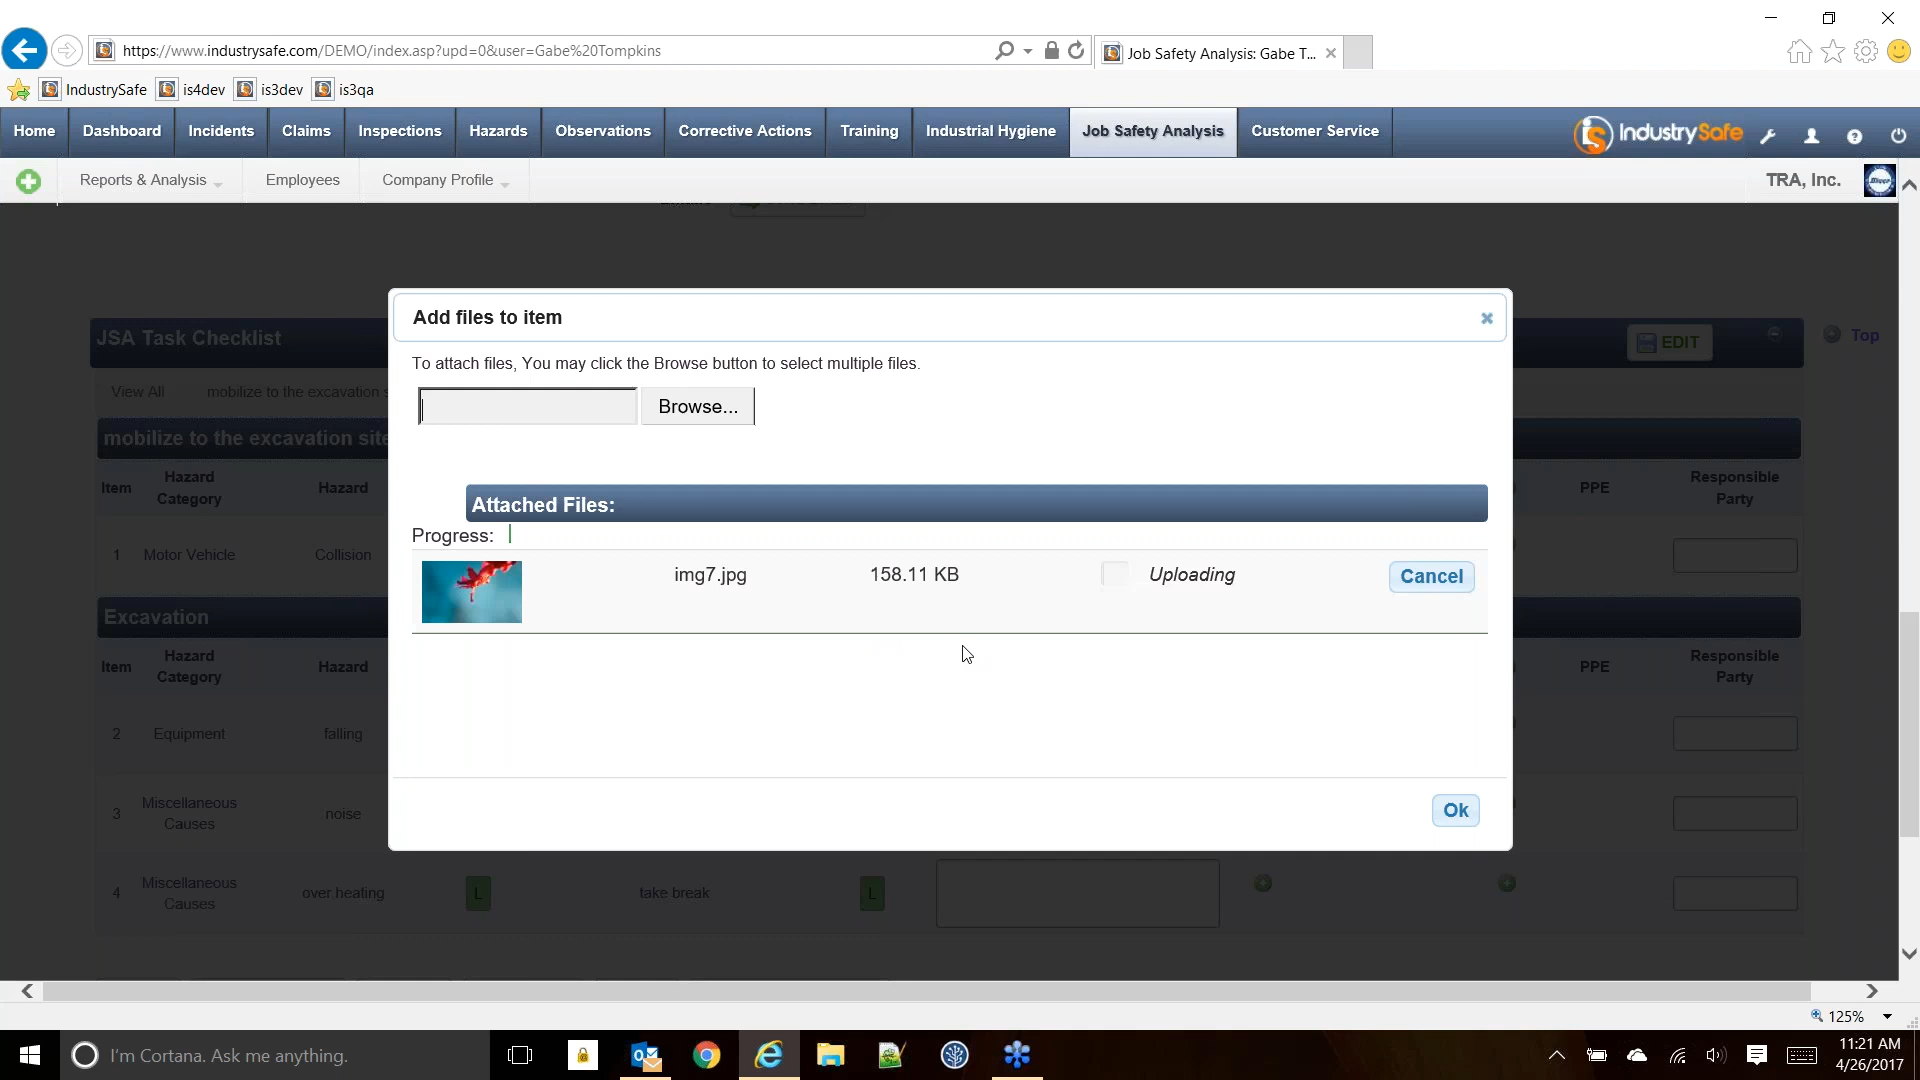 https://www.industrysafe.com/DEMO/index.asp?upd=0&user=Gabe%20Tompkins
Job Safety Analysis: Gabe T...
IndustrySafe
is4dev
is3dev
is3qa
Home
Dashboard
Incidents
Claims
Inspections
Hazards
Observations
Corrective Actions
Training
Industrial Hygiene
Job Safety Analysis
Customer Service
IndustrySafe
Reports & Analysis
Employees
Company Profile
TRA, Inc.
Add files to item
To attach files, You may click the Browse button to select multiple files.
Browse...
Attached Files:
Progress:
img7.jpg
158.11 KB
Uploading
Cancel
Ok
JSA Task Checklist
EDIT
Top
View All
mobilize to the excavation s
mobilize to the excavation site
Item
Hazard
Category
Hazard
PPE
Responsible
Party
1
Motor Vehicle
Collision
Excavation
Item
Hazard
Category
Hazard
PPE
Responsible
Party
2
Equipment
falling
3
Miscellaneous
Causes
noise
4
Miscellaneous
Causes
over heating
L
take break
L
125%
I'm Cortana. Ask me anything.
11:21 AM
4/26/2017